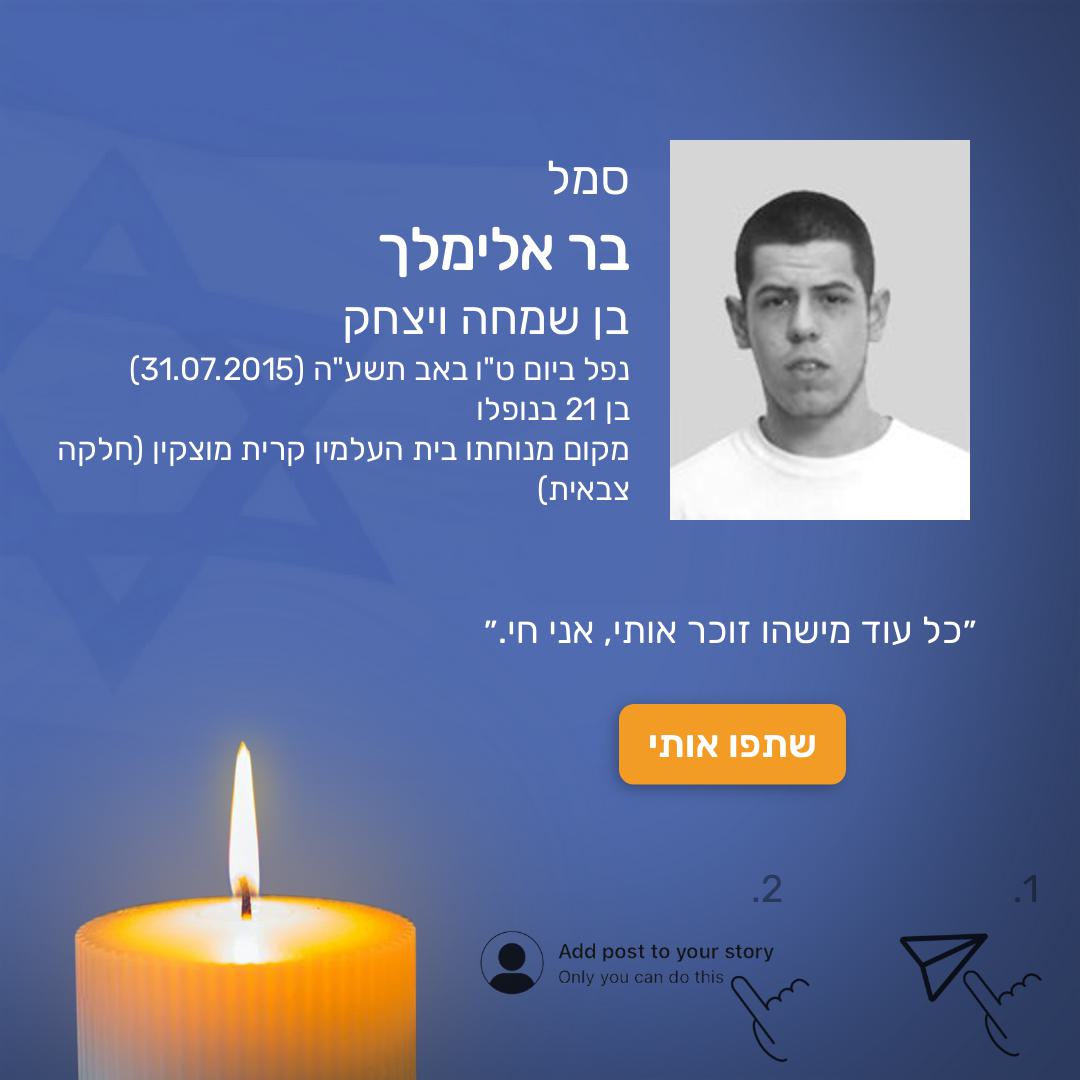 סמל
בר אלימלך
בן שמחה ויצחק
נפל ביום ט"ו באב תשע"ה (31.07.2015)
בן 21 בנופלו
מקום מנוחתו בית העלמין קרית מוצקין (חלקה
צבאית)
״כל עוד מישהו זוכר אותי, אני חי.״
שתפו אותי
1.
2.
Add post to your story
Only you can do this